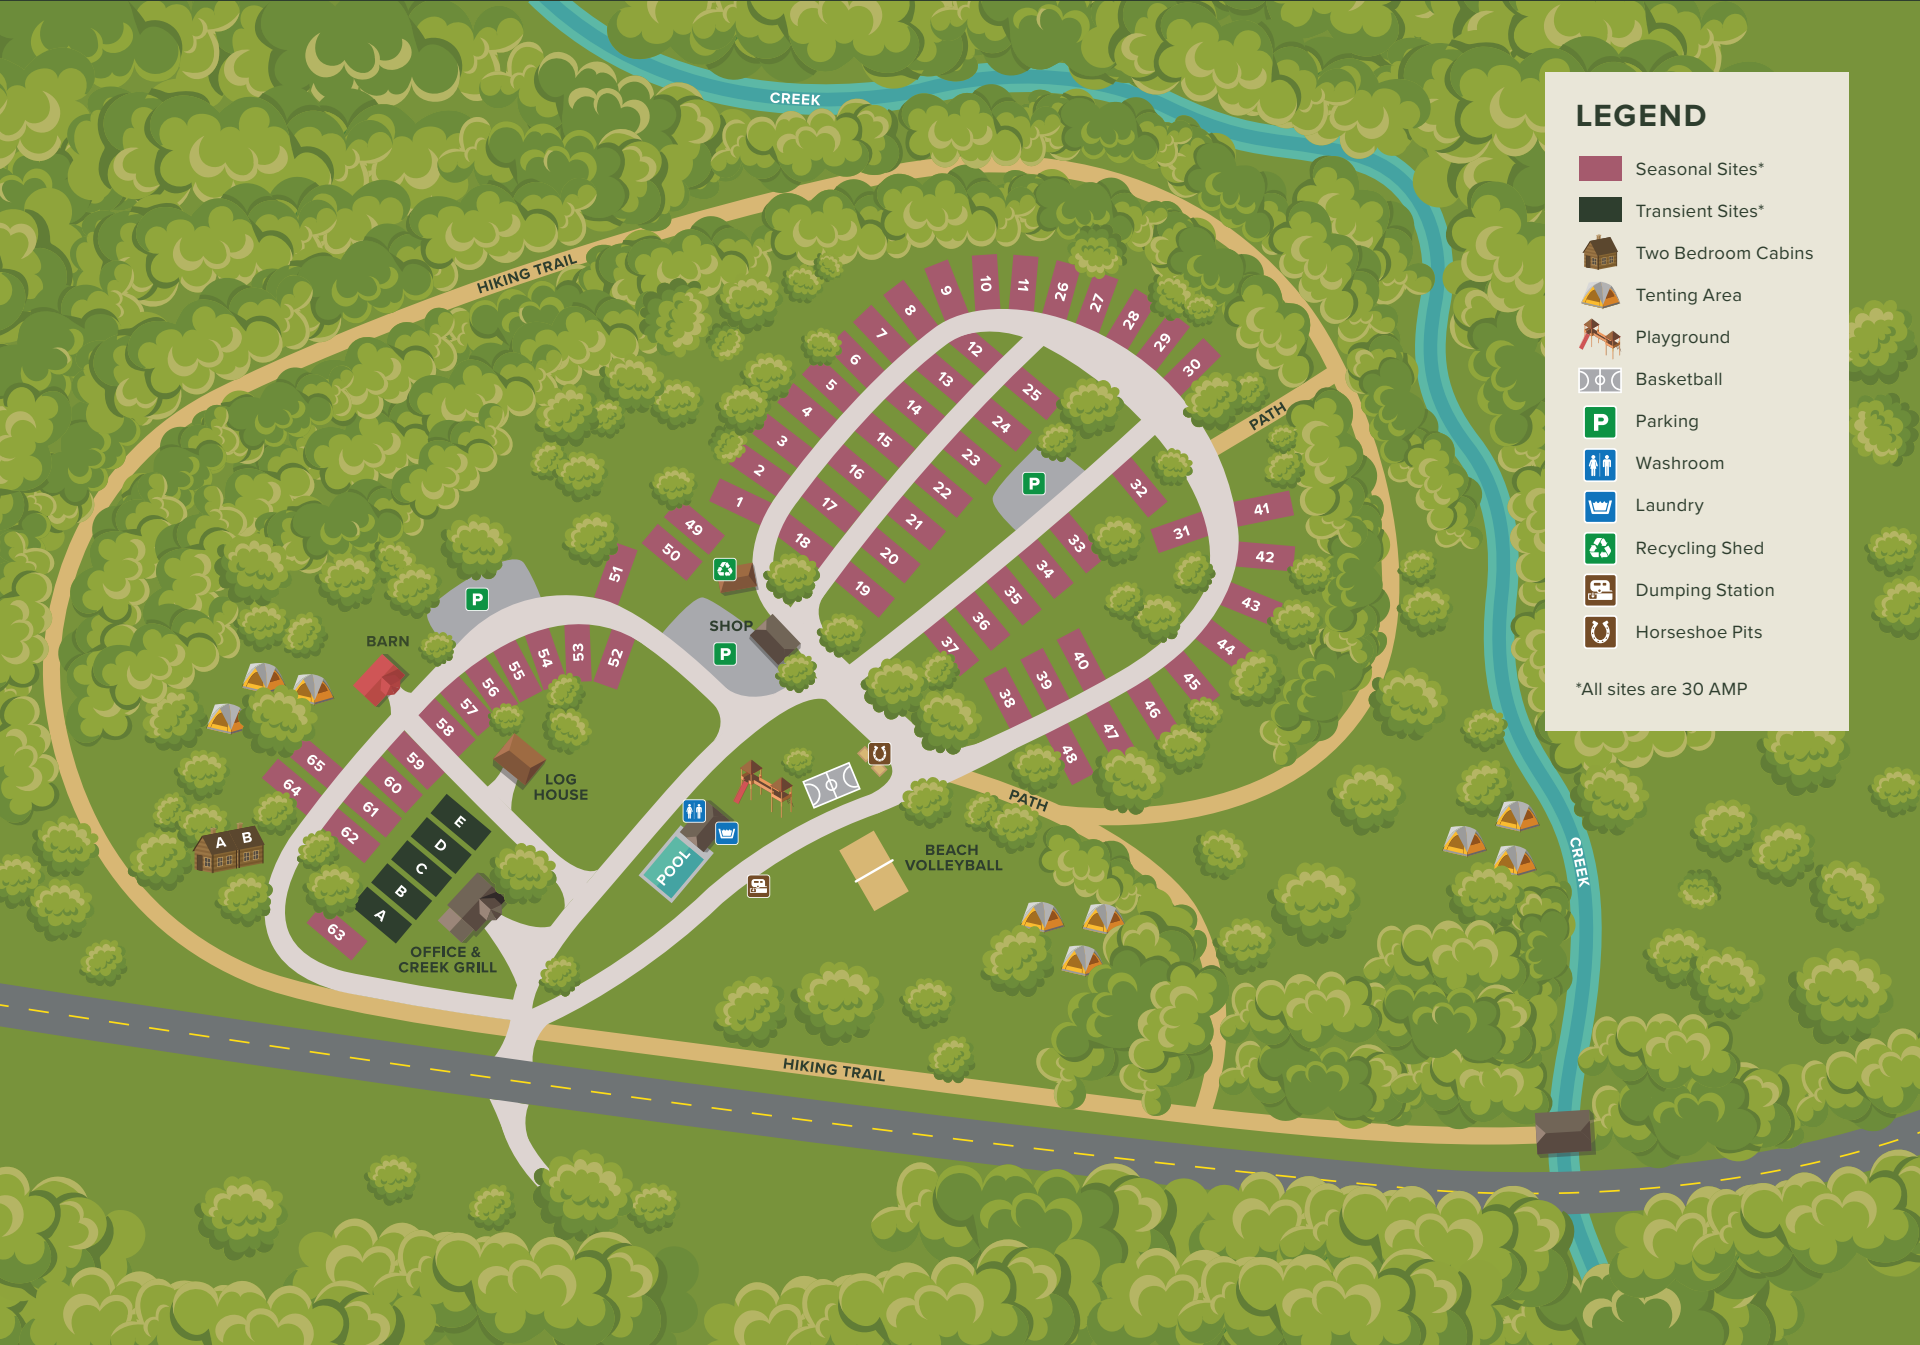 CREEK
LEGEND
Seasonal Sites*
Transient Sites*
Two Bedroom Cabins
Tenting Area
Playground
Basketball
P
Parking
Washroom
Laundry
Recycling Shed
Dumping Station
Horseshoe Pits
*All sites are 30 AMP
HIKING TRAIL
PATH
1
2
3
4
5
6
7
8
9
10
11
26
27
28
29
30
12
13
14
15
16
17
18
25
24
23
22
21
20
19
P
32
33
34
35
36
37
31
41
42
43
44
45
46
47
48
38
39
40
49
50
51
52
53
54
55
56
57
58
P
BARN
SHOP
P
59
60
61
62
63
64
65
LOG
HOUSE
A B
E
D
C
B
A
OFFICE &
CREEK GRILL
POOL
PATH
BEACH
VOLLEYBALL
CREEK
HIKING TRAIL